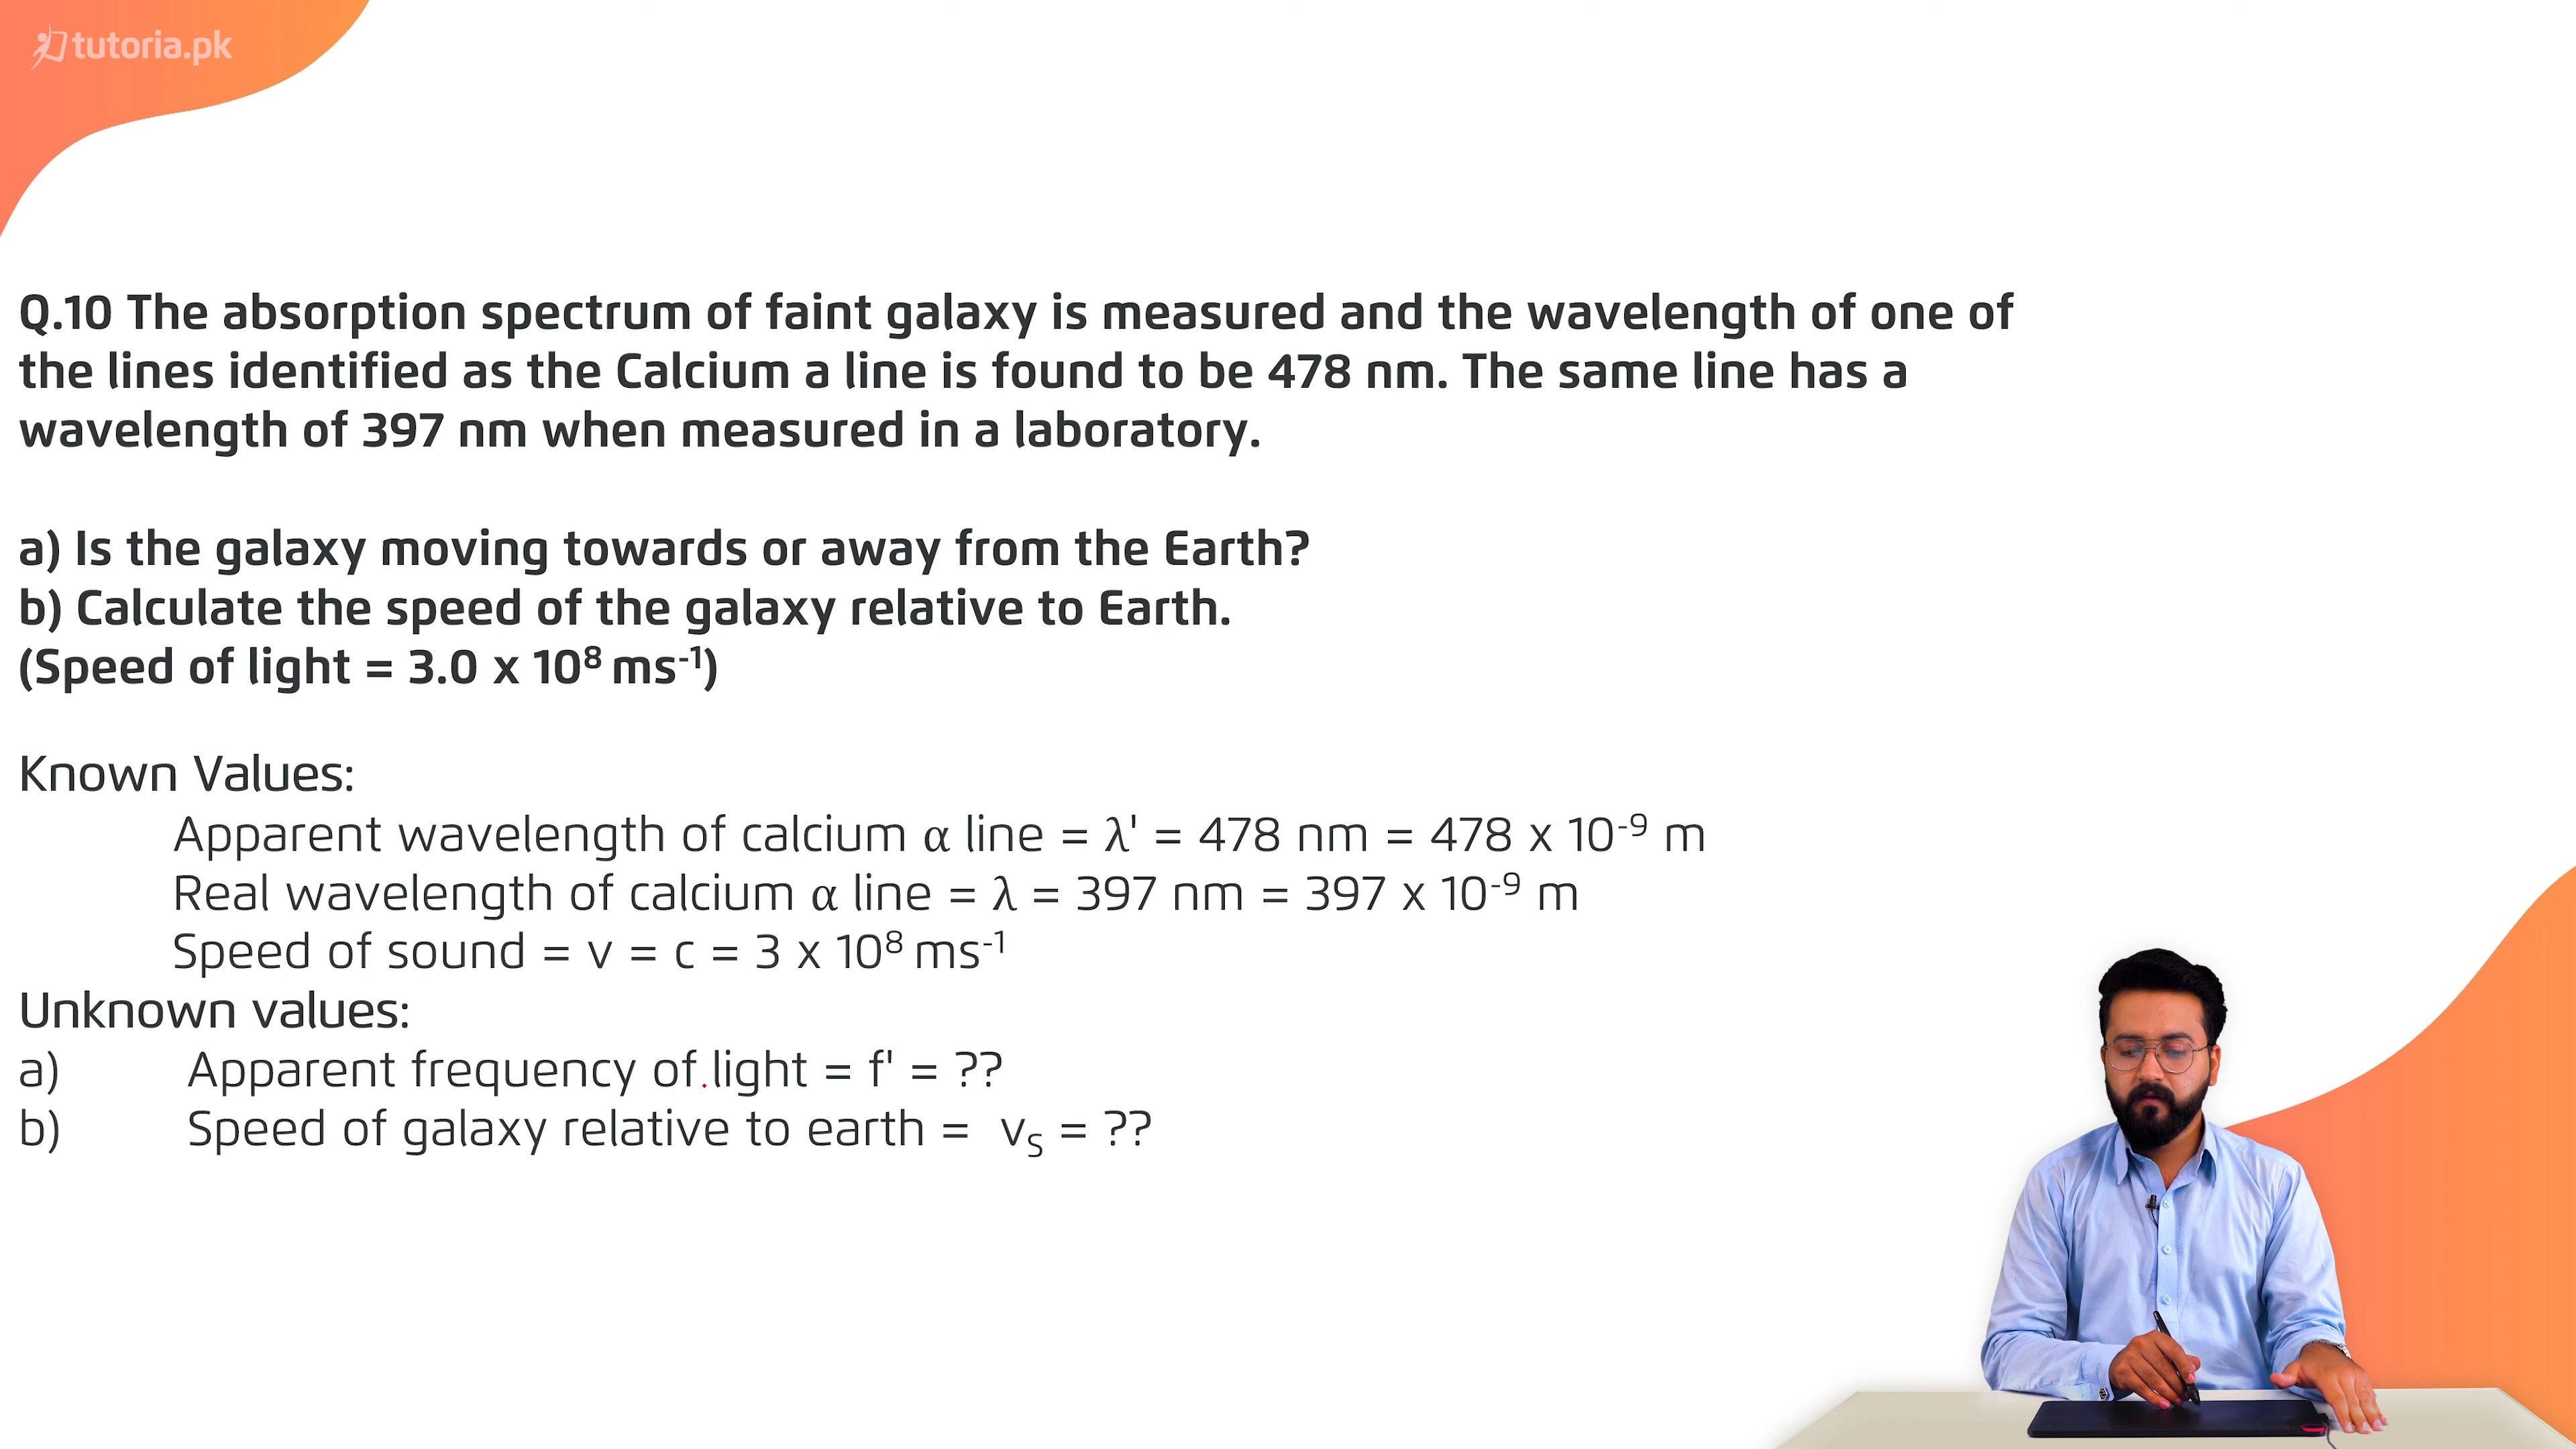 tutoria.pk
Q.10 The absorption spectrum of faint galaxy is measured and the wavelength of one of
the lines identified as the Calcium a line is found to be 478 nm. The same line has a
wavelength of 397 nm when measured in a laboratory.
a) Is the galaxy moving towards or away from the Earth?
b) Calculate the speed of the galaxy relative to Earth.
(Speed of light = 3.0 x 10⁸ ms⁻¹)
Known Values:
Apparent wavelength of calcium α line = λ' = 478 nm = 478 x 10⁻⁹ m
Real wavelength of calcium α line = λ = 397 nm = 397 x 10⁻⁹ m
Speed of sound = v = c = 3 x 10⁸ ms⁻¹
Unknown values:
a) Apparent frequency of light = f' = ??
b) Speed of galaxy relative to earth = vₛ = ??